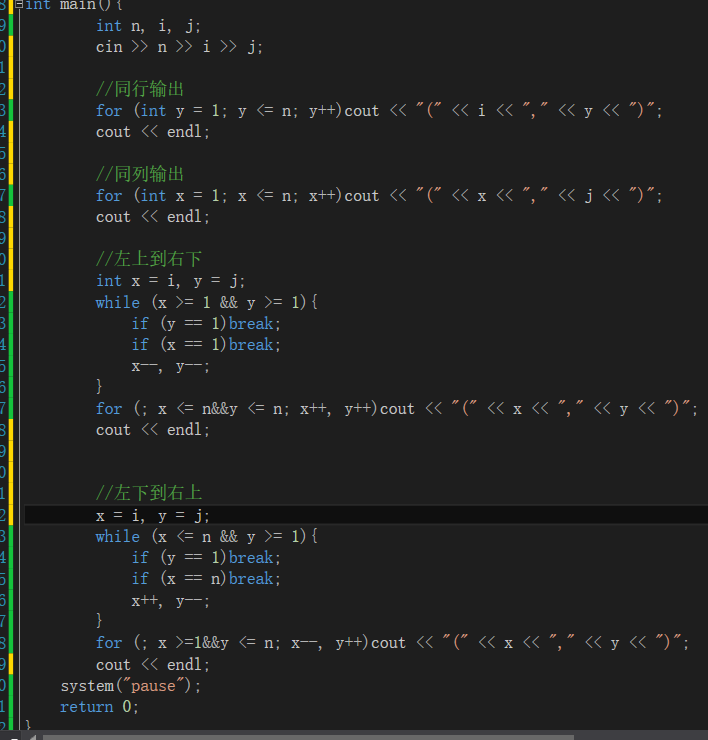 int main(){
int n, i, j;
cin >> n >> i >> j;
//同行输出
for (int y = 1; y <= n; y++)cout << "(" << i << "," << y << ")";
cout << endl;
//同列输出
for (int x = 1; x <= n; x++)cout << "(" << x << "," << j << ")";
cout << endl;
//左上到右下
int x = i, y = j;
while (x >= 1 && y >= 1){
if (y == 1)break;
if (x == 1)break;
x--, y--;
}
for (; x <= n&&y <= n; x++, y++)cout << "(" << x << "," << y << ")";
cout << endl;
//左下到右上
x = i, y = j;
while (x <= n && y >= 1){
if (y == 1)break;
if (x == n)break;
x++, y--;
}
for (; x >=1&&y <= n; x--, y++)cout << "(" << x << "," << y << ")";
cout << endl;
system("pause");
return 0;
}